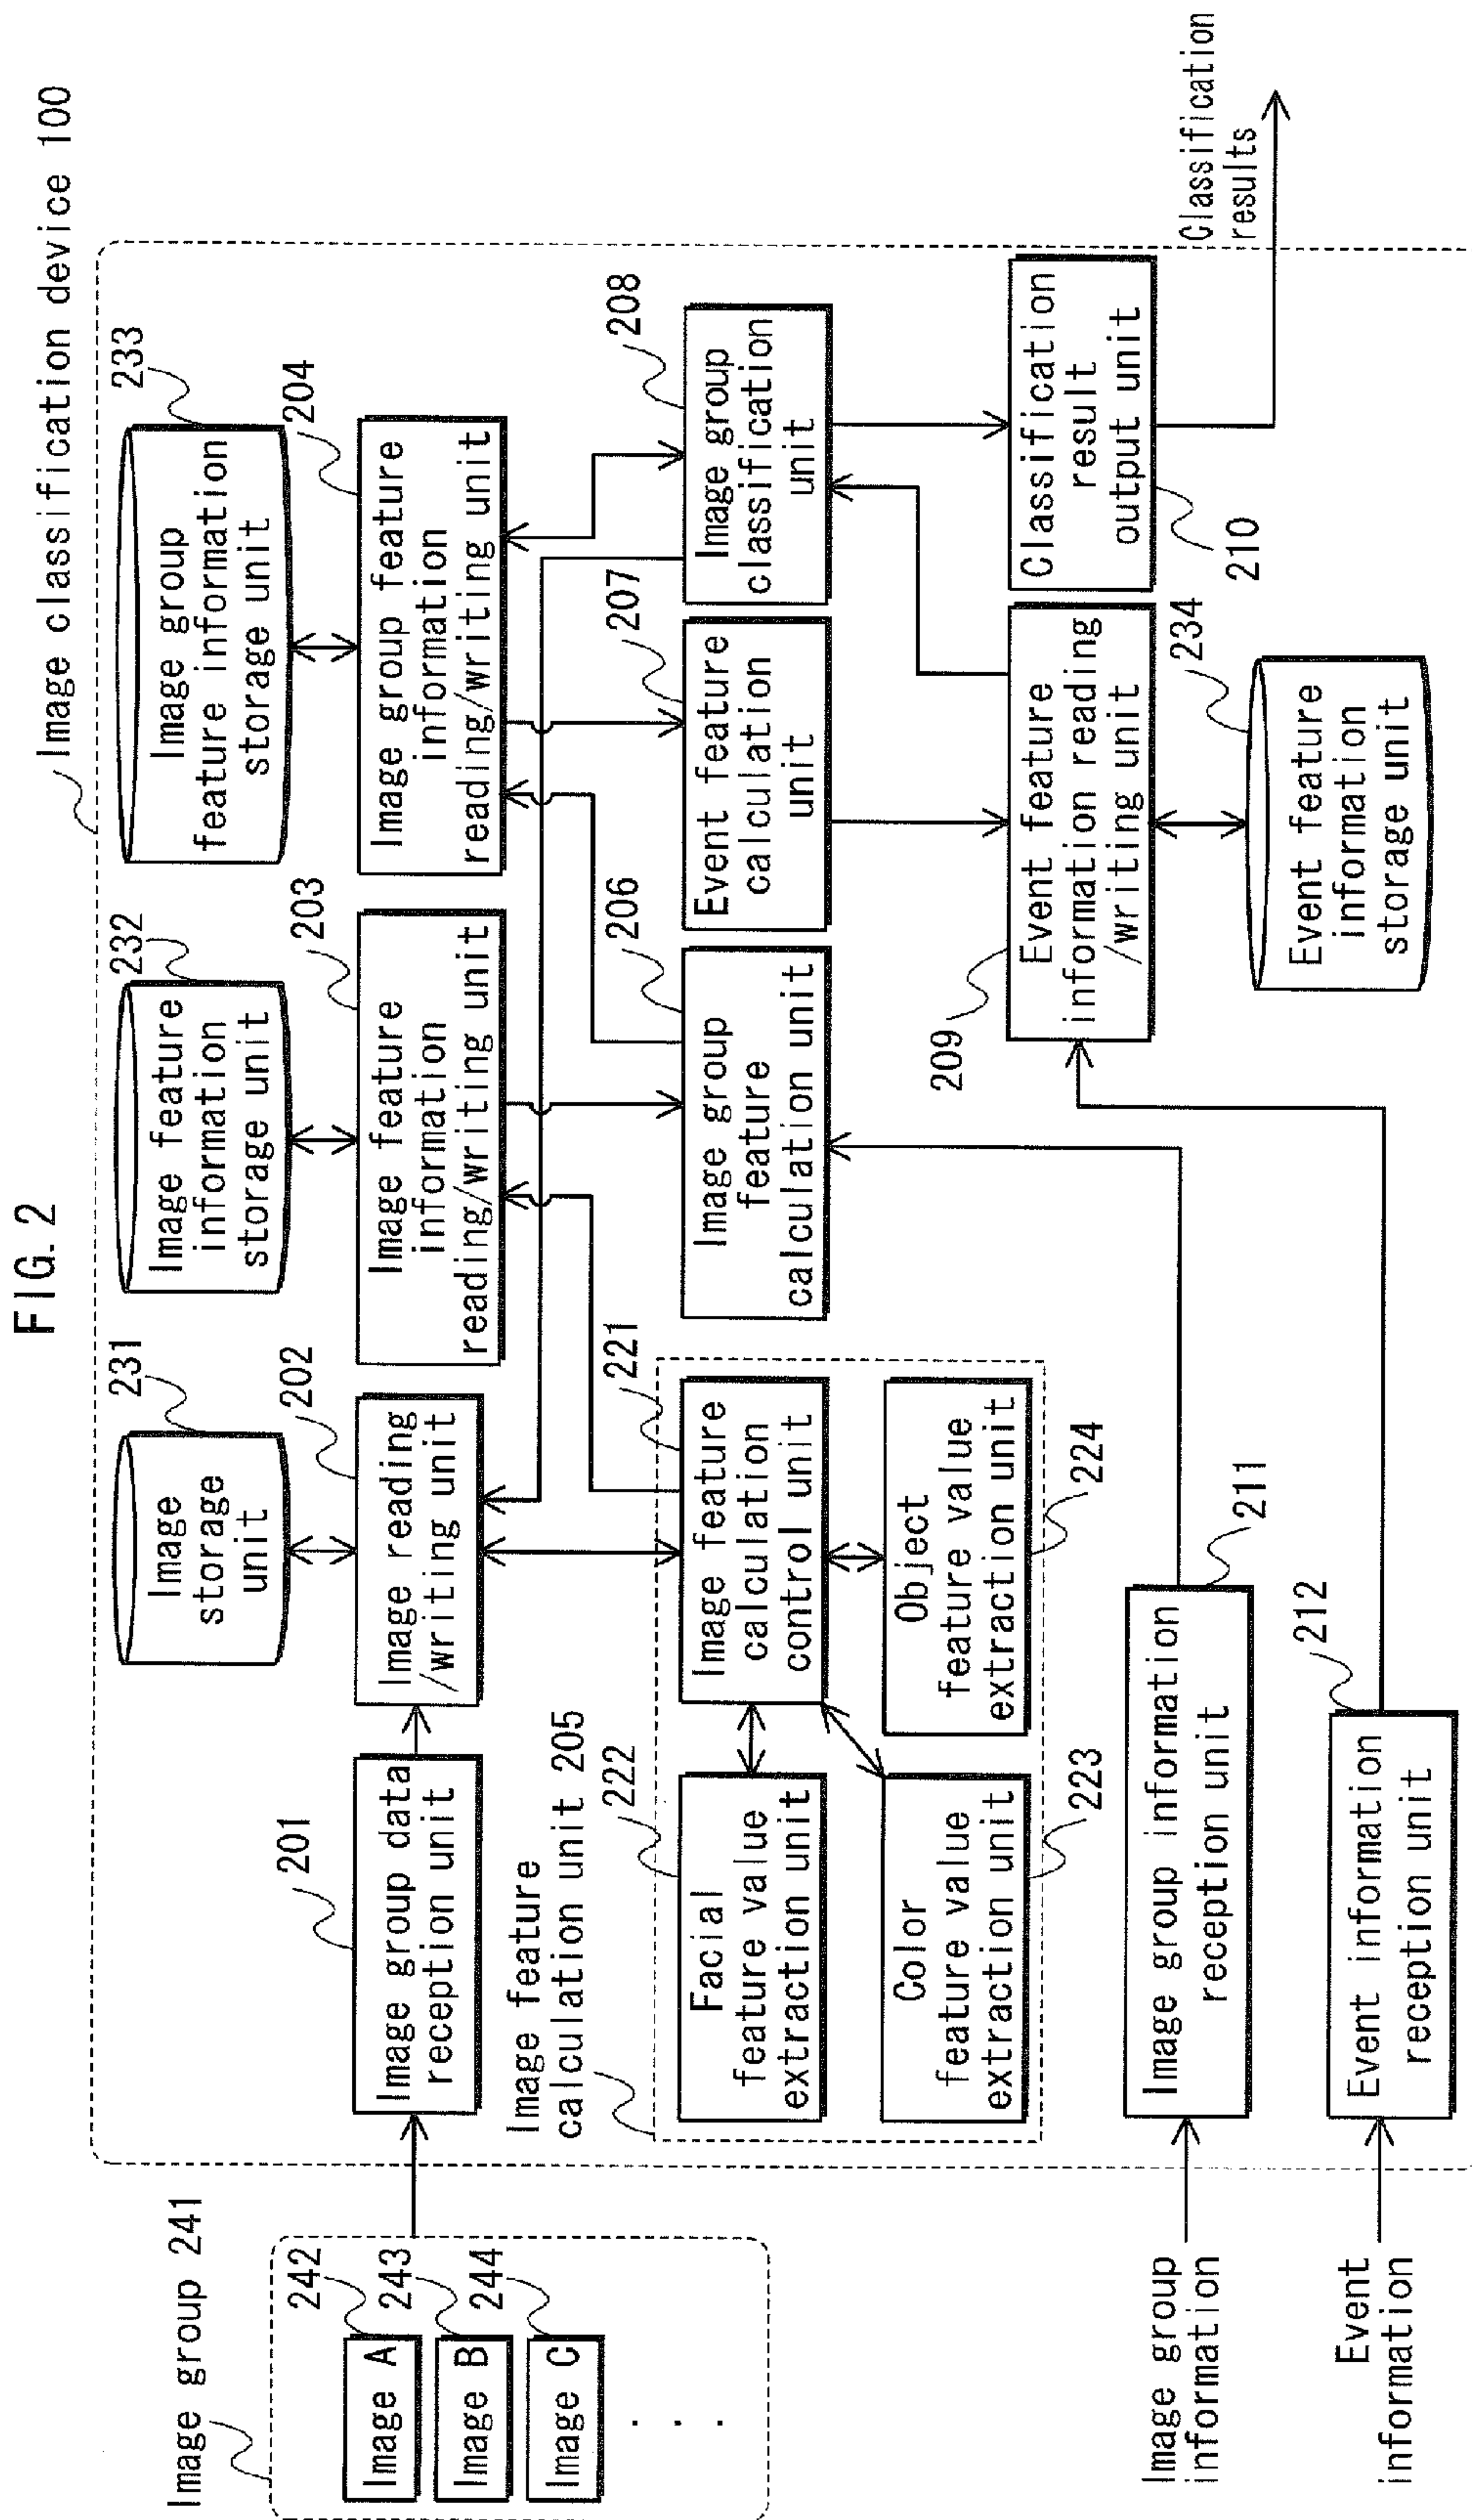 FIG. 2
Image classification device 100
Image group 241
Image A
242
Image B
243
Image C
244
. . .
201
Image group data
reception unit
231
Image
storage
unit
202
Image reading
/writing unit
232
Image feature
information
storage unit
203
Image feature
information
reading/writing unit
233
Image group
feature information
storage unit
204
Image group feature
information
reading/writing unit
Image feature
calculation unit 205
221
Image feature
calculation
control unit
222
Facial
feature value
extraction unit
Color
feature value
extraction unit
223
Object
feature value
extraction unit
224
206
Image group
feature
calculation unit
207
Event feature
calculation
unit
208
Image group
classification
unit
209
Event feature
information reading
/writing unit
Classification
result
output unit
210
Classification
results
234
Event feature
information
storage unit
Image group
information
Image group information
reception unit
211
Event
information
Event information
reception unit
212